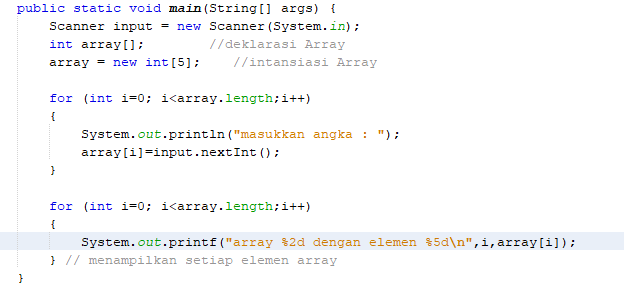 public static void main(String[] args) {
    Scanner input = new Scanner(System.in);
    int array[];        //deklarasi Array
    array = new int[5];    //intansiasi Array
    for (int i=0; i<array.length;i++)
    {
        System.out.println("masukkan angka : ");
        array[i]=input.nextInt();
    }
    for (int i=0; i<array.length;i++)
    {
        System.out.printf("array %2d dengan elemen %5d\n",i,array[i]);
    } // menampilkan setiap elemen array
}